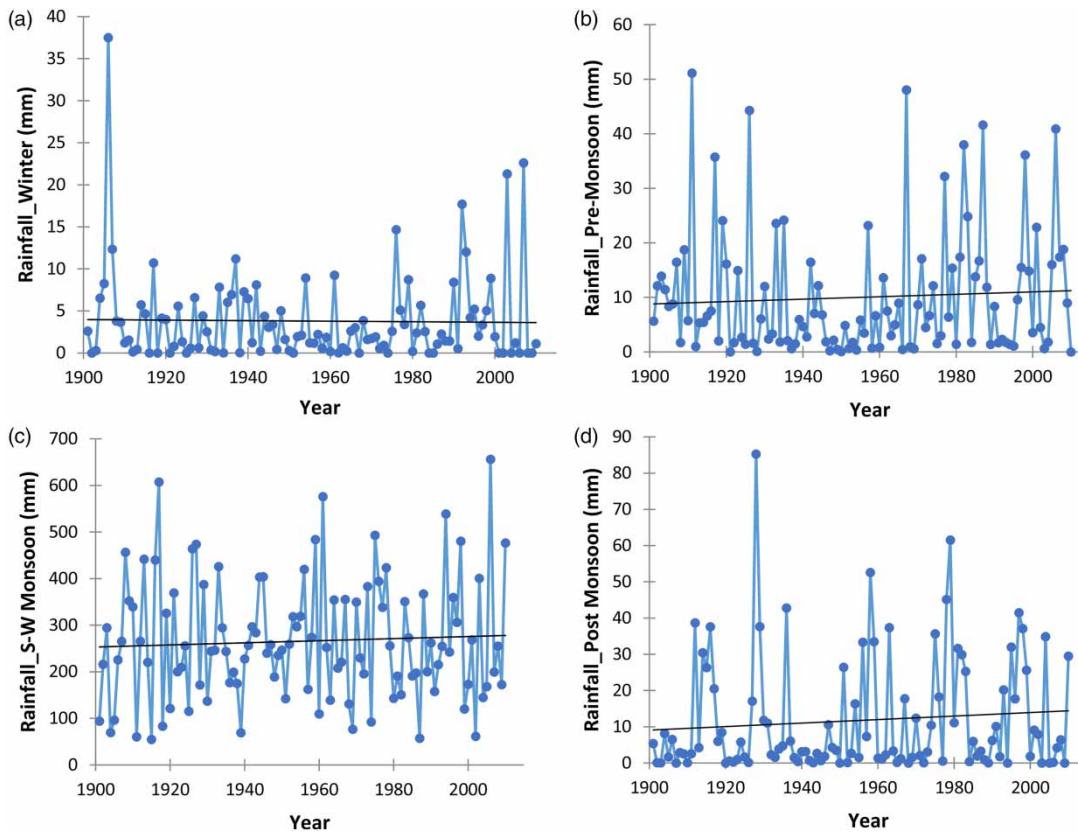 (a)
40
35
30
25
20
15
10
5
0
1900 1920 1940 1960 1980 2000
Rainfall_Winter (mm)
Year
(b)
60
50
40
30
20
10
0
1900 1920 1940 1960 1980 2000
Rainfall_Pre-Monsoon (mm)
Year
(c)
700
600
500
400
300
200
100
0
1900 1920 1940 1960 1980 2000
Rainfall_S-W Monsoon (mm)
Year
(d)
90
80
70
60
50
40
30
20
10
0
1900 1920 1940 1960 1980 2000
Rainfall_Post Monsoon (mm)
Year